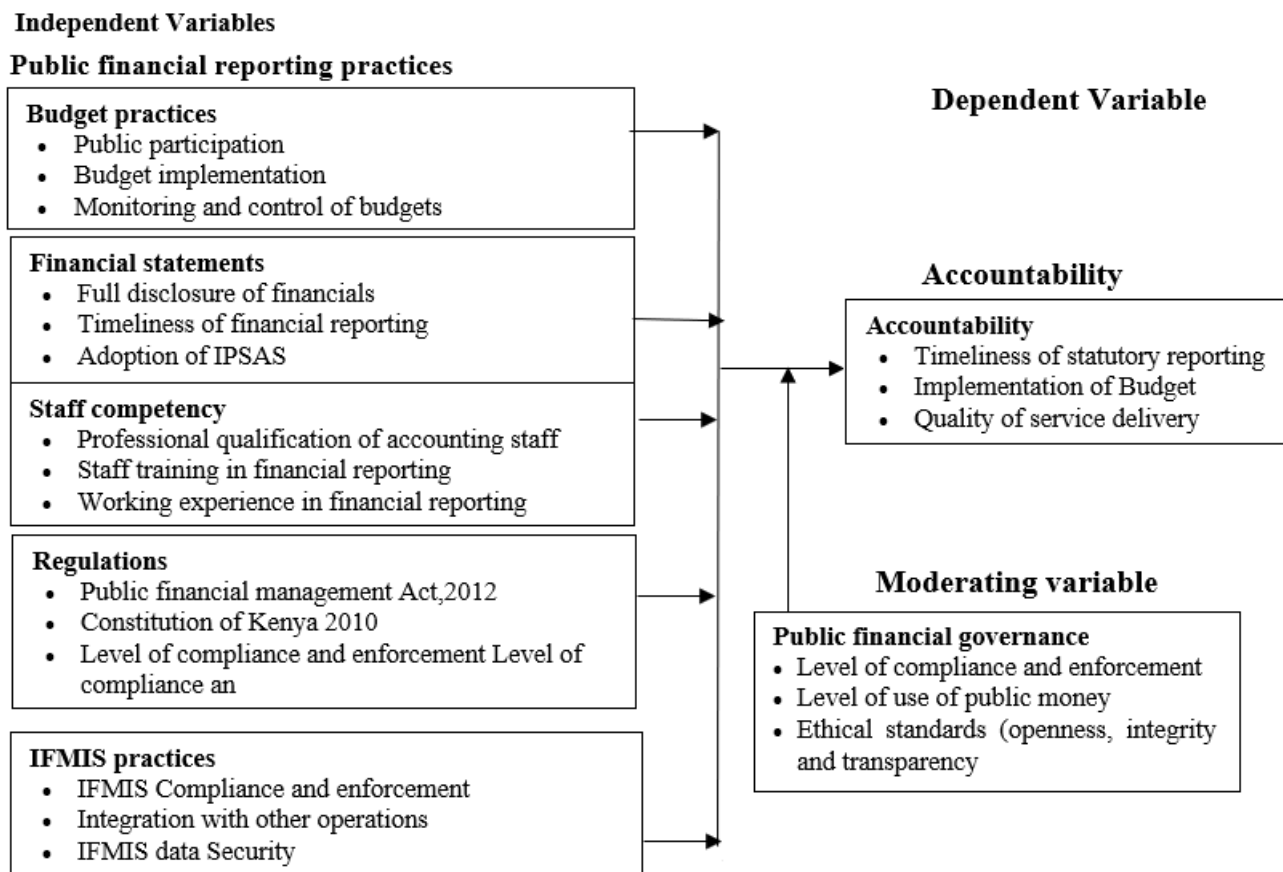 Independent Variables
Public financial reporting practices
Budget practices
• Public participation
• Budget implementation
• Monitoring and control of budgets
Financial statements
• Full disclosure of financials
• Timeliness of financial reporting
• Adoption of IPSAS
Staff competency
• Professional qualification of accounting staff
• Staff training in financial reporting
• Working experience in financial reporting
Regulations
• Public financial management Act,2012
• Constitution of Kenya 2010
• Level of compliance and enforcement Level of
compliance an
IFMIS practices
• IFMIS Compliance and enforcement
• Integration with other operations
• IFMIS data Security
Dependent Variable
Accountability
Accountability
• Timeliness of statutory reporting
• Implementation of Budget
• Quality of service delivery
Moderating variable
Public financial governance
• Level of compliance and enforcement
• Level of use of public money
• Ethical standards (openness, integrity
and transparency